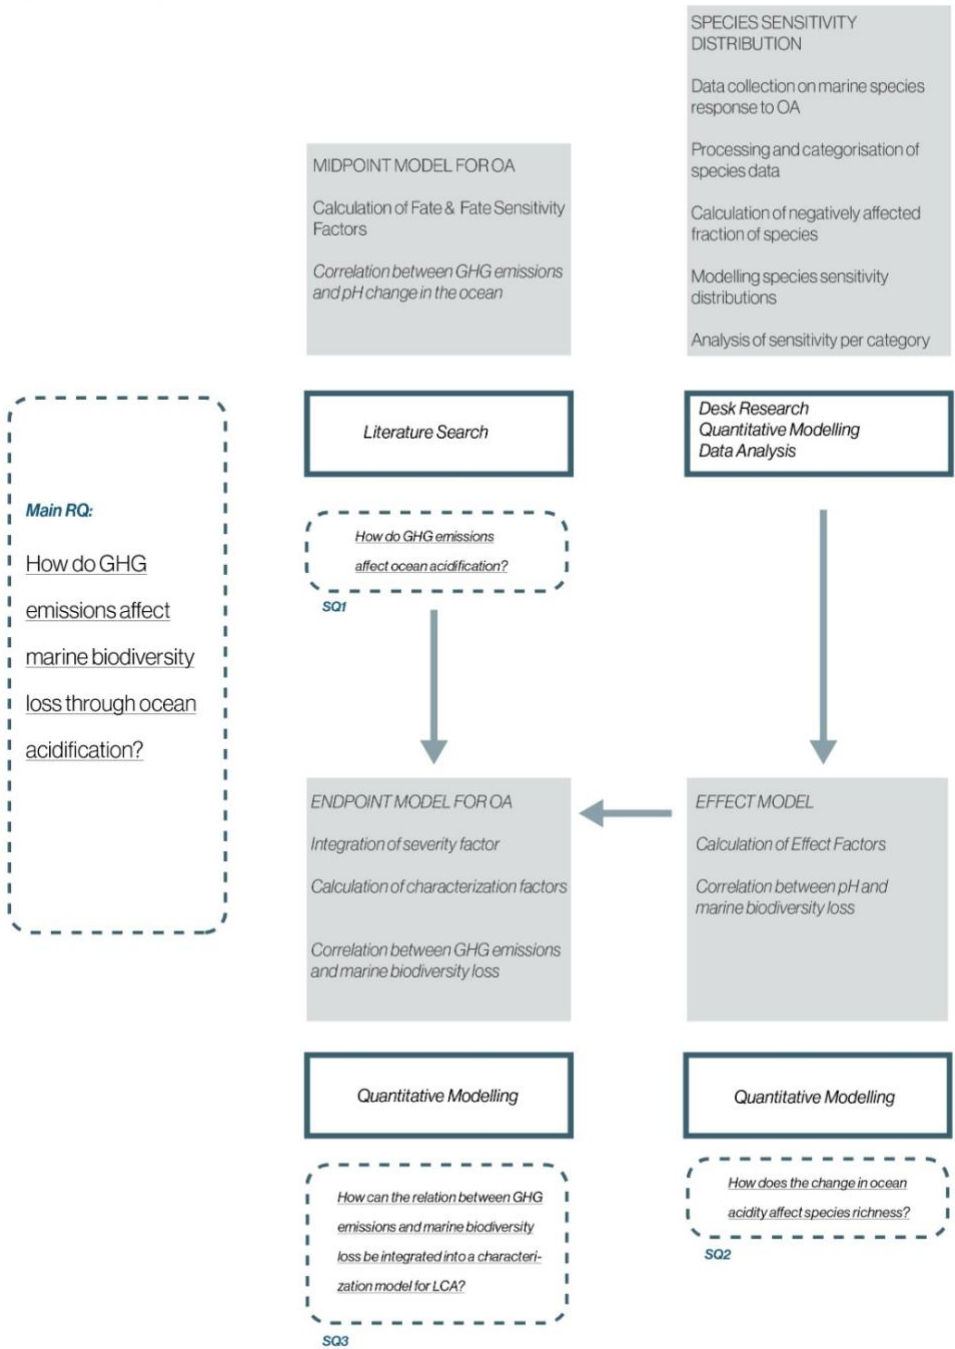 SPECIES SENSITIVITY
DISTRIBUTION
Data collection on marine species
response to OA
Processing and categorisation of
species data
Calculation of negatively affected
fraction of species
Modelling species sensitivity
distributions
Analysis of sensitivity per category
MIDPOINT MODEL FOR OA
Calculation of Fate & Fate Sensitivity
Factors
Correlation between GHG emissions
and pH change in the ocean
Literature Search
Desk Research
Quantitative Modelling
Data Analysis
Main RQ:
How do GHG
emissions affect
marine biodiversity
loss through ocean
acidification?
How do GHG emissions
affect ocean acidification?
SQ1
ENDPOINT MODEL FOR OA
Integration of severity factor
Calculation of characterization factors
Correlation between GHG emissions
and marine biodiversity loss
EFFECT MODEL
Calculation of Effect Factors
Correlation between pH and
marine biodiversity loss
Quantitative Modelling
Quantitative Modelling
How can the relation between GHG
emissions and marine biodiversity
loss be integrated into a characteri-
zation model for LCA?
SQ3
How does the change in ocean
acidity affect species richness?
SQ2